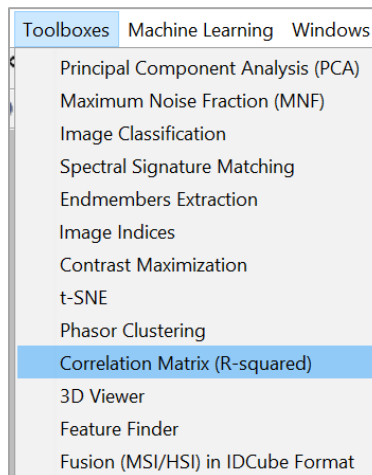 Toolboxes Machine Learning Windows
Principal Component Analysis (PCA)
Maximum Noise Fraction (MNF)
Image Classification
Spectral Signature Matching
Endmembers Extraction
Image Indices
Contrast Maximization
t-SNE
Phasor Clustering
Correlation Matrix (R-squared)
3D Viewer
Feature Finder
Fusion (MSI/HSI) in IDCube Format